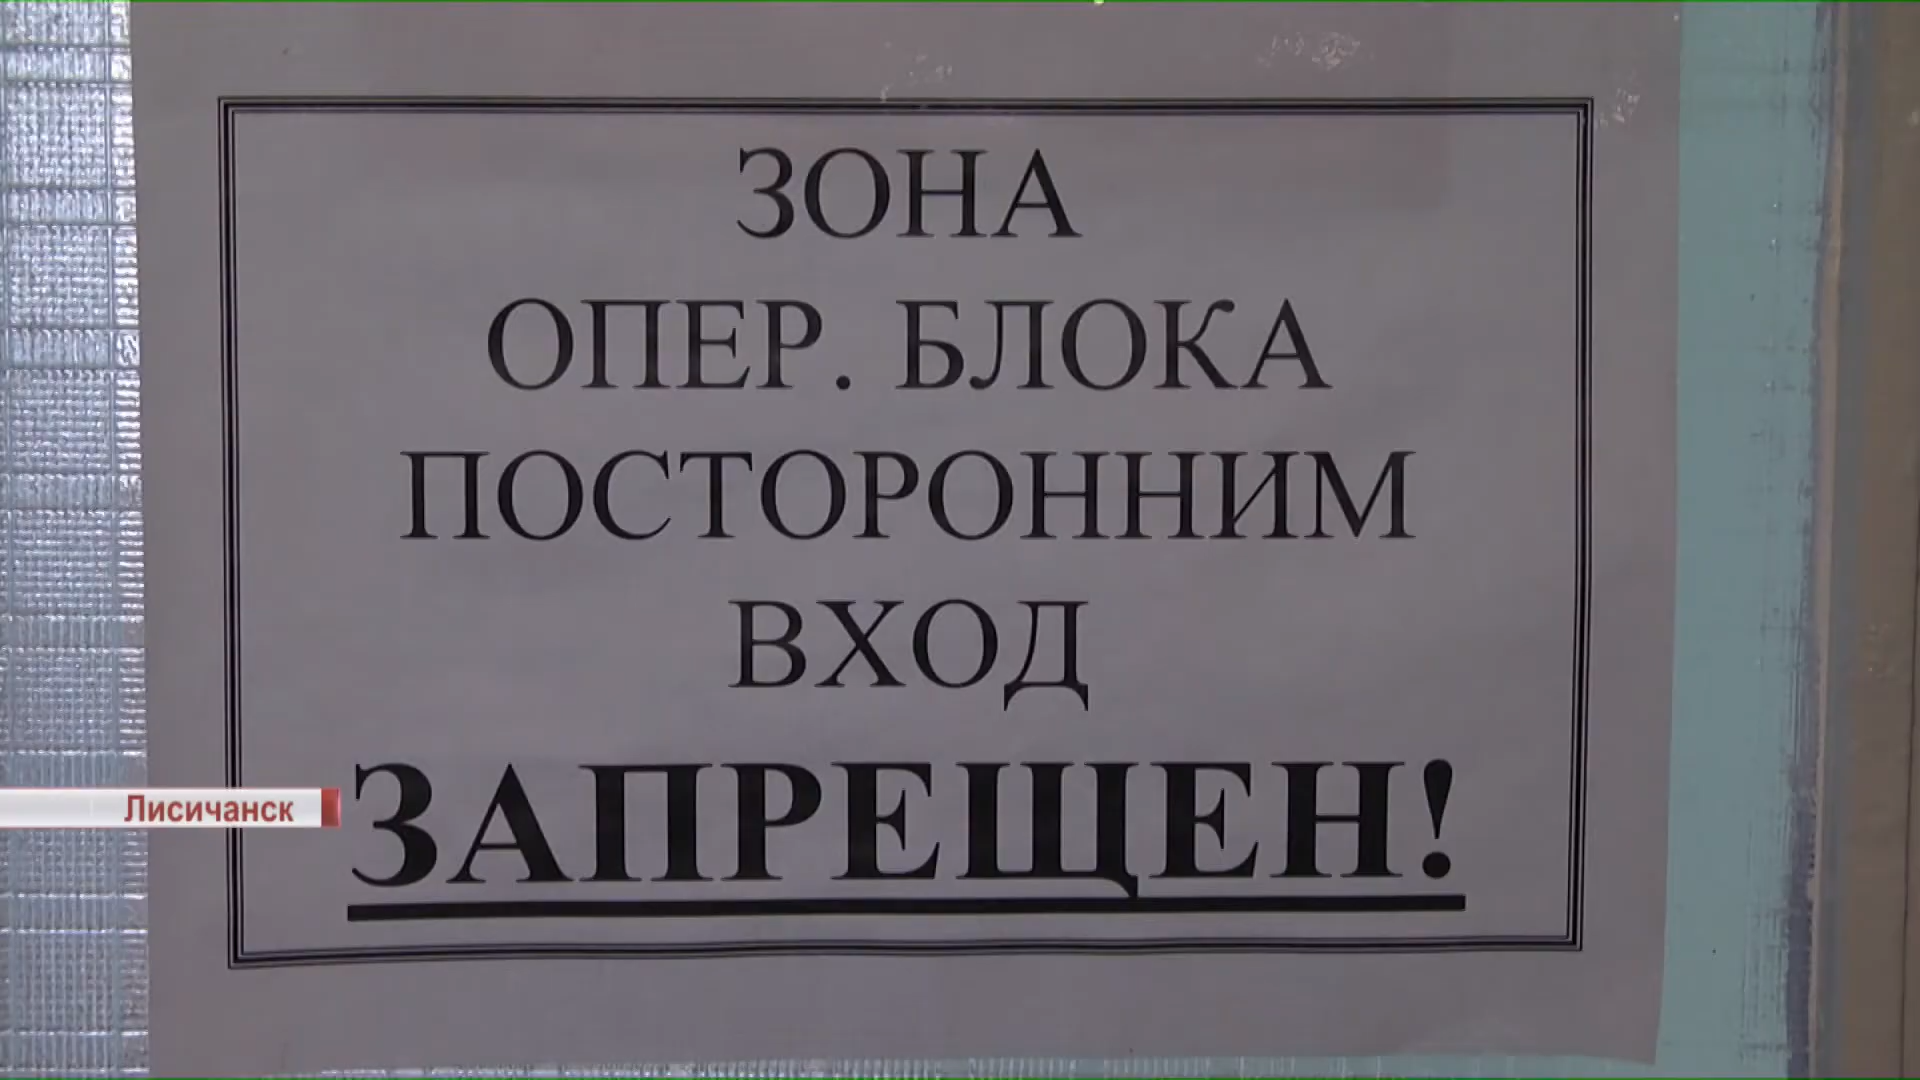 ЗОНА
ОПЕР. БЛОКА
ПОСТОРОННИМ
ВХОД
ЗАПРЕЩЕН!
Лисичанск